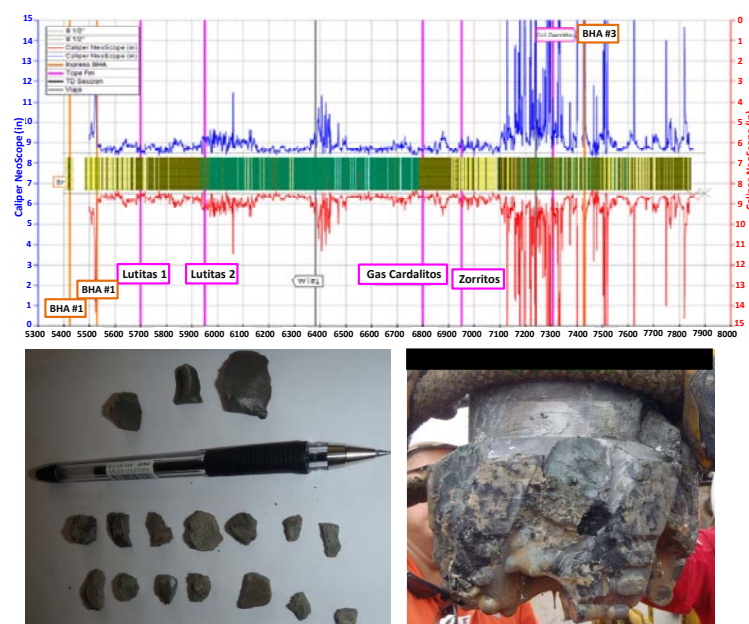 15
14
13
12
11
10
9
8
7
6
5
4
3
2
1
0
Caliper NeoScope (in)
8 1/2"
8 1/2"
Caliper NeoScope (in)
Caliper NeoScope (in)
Ingreso BHA
Tope Fm
TD Seccion
Viaje
BHA #3
0
1
2
3
4
5
6
7
8
9
10
11
12
13
14
15
Lutitas 1
Lutitas 2
Gas Cardalitos
Zorritos
BHA #1
BHA #1
5300 5400 5500 5600 5700 5800 5900 6000 6100 6200 6300 6400 6500 6600 6700 6800 6900 7000 7100 7200 7300 7400 7500 7600 7700 7800 7900 8000